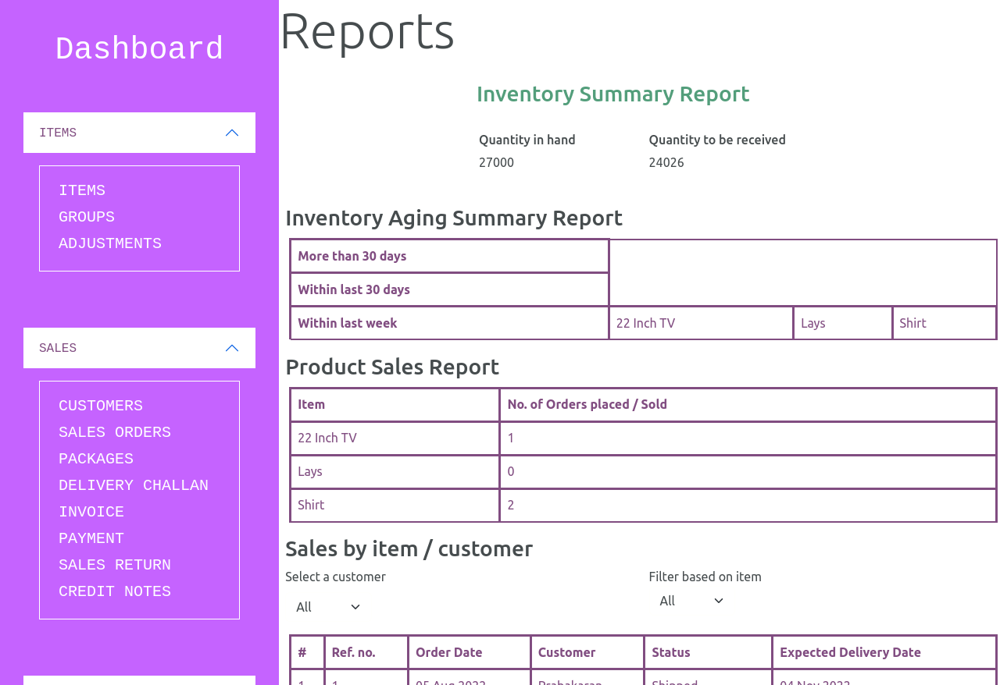 Dashboard
ITEMS
ITEMS
GROUPS
ADJUSTMENTS
SALES
CUSTOMERS
SALES ORDERS
PACKAGES
DELIVERY CHALLAN
INVOICE
PAYMENT
SALES RETURN
CREDIT NOTES
Reports
Inventory Summary Report
Quantity in hand Quantity to be received
27000 24026
Inventory Aging Summary Report
More than 30 days
Within last 30 days
Within last week 22 Inch TV Lays Shirt
Product Sales Report
Item No. of Orders placed / Sold
22 Inch TV 1
Lays 0
Shirt 2
Sales by item / customer
Select a customer Filter based on item
All All
# Ref. no. Order Date Customer Status Expected Delivery Date
1 1 05 Aug 2022 Prabakaran Shipped 04 Nov 2022